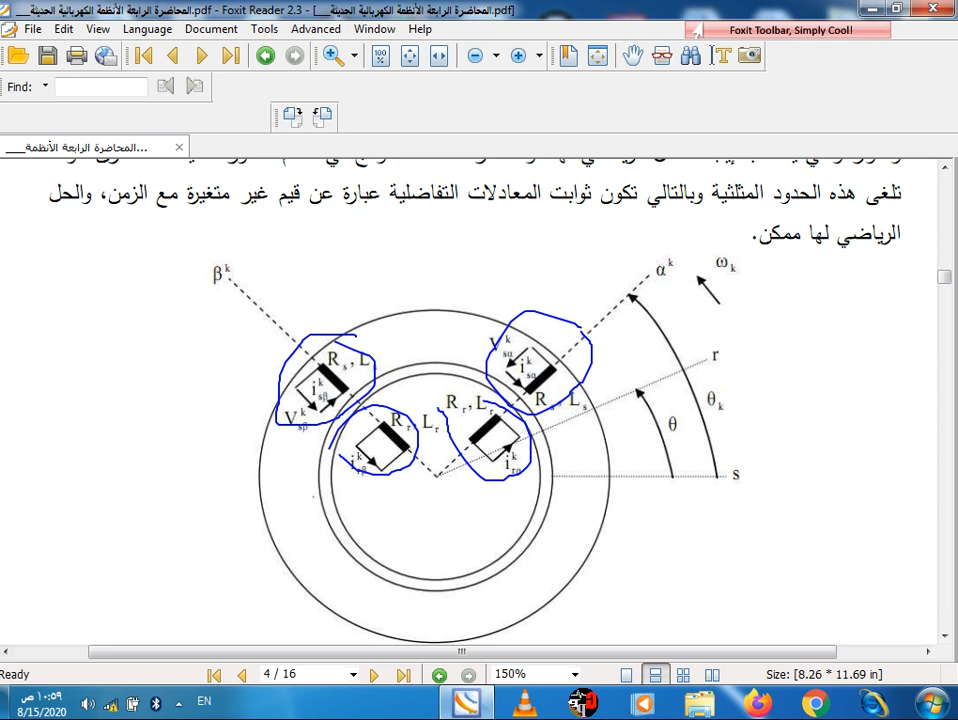 المحاضرة الرابعة الأنظمة الكهربائية الحديثة___.pdf - Foxit Reader 2.3 - [___المحاضرة الرابعة الأنظمة الكهربائية الحديثة.pdf]
File Edit View Language Document Tools Advanced Window Help
Foxit Toolbar, Simply Cool!
Find:
...المحاضرة الرابعة الأنظمة___
تلغى هذه الحدود المثلثية وبالتالي تكون ثوابت المعادلات التفاضلية عبارة عن قيم غير متغيرة مع الزمن، والحل
الرياضي لها ممكن.
β^k
α^k
ω_k
V^k_sα
i^k_sα
R_s, L_s
r
R_s, L
i^k_sβ
V^k_sβ
R_r, L_r
R_r, L_r
θ_k
θ
i^k_rβ
i^k_rα
s
Ready
4 / 16
150%
Size: [8.26 * 11.69 in]
١٠:٥٩ ص
8/15/2020
EN